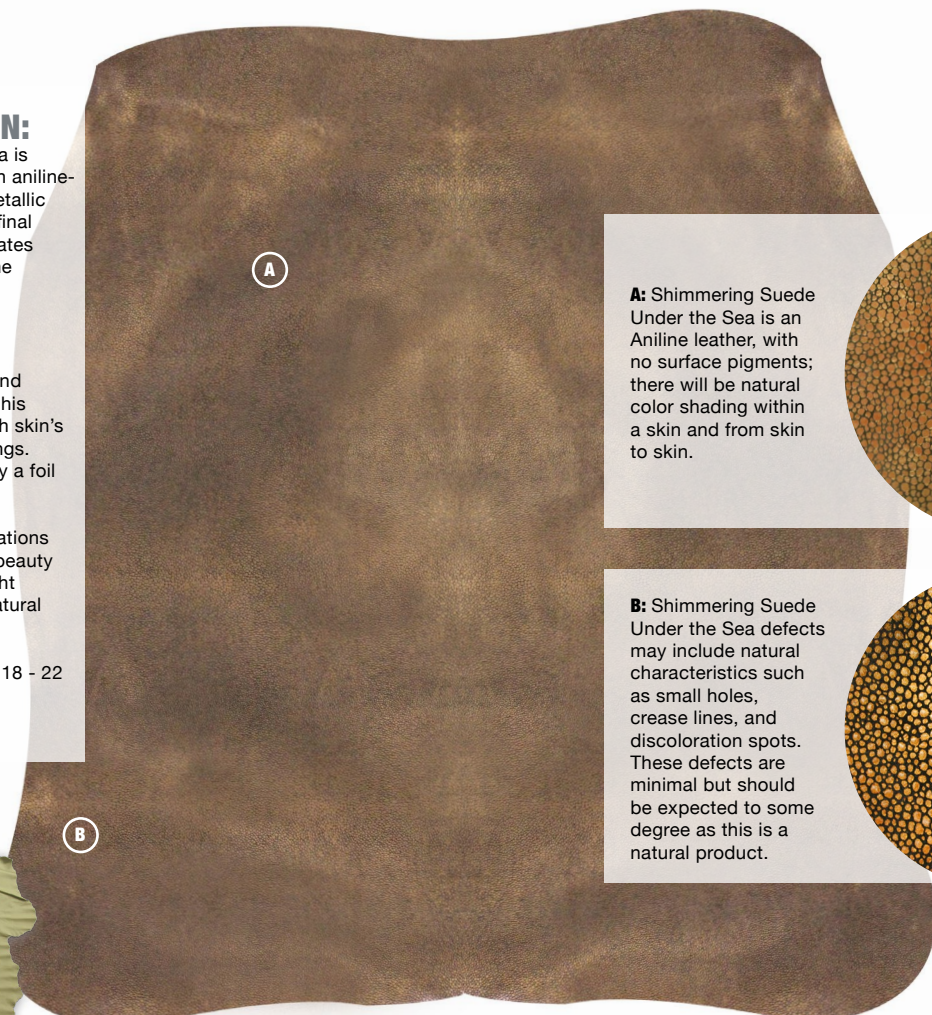 N:
a is
n aniline-
etallic
final
ates
ne
nd
his
h skin's
ngs.
y a foil
ations
beauty
ht
atural
18 - 22
A
A: Shimmering Suede
Under the Sea is an
Aniline leather, with
no surface pigments;
there will be natural
color shading within
a skin and from skin
to skin.
B: Shimmering Suede
Under the Sea defects
may include natural
characteristics such
as small holes,
crease lines, and
discoloration spots.
These defects are
minimal but should
be expected to some
degree as this is a
natural product.
B